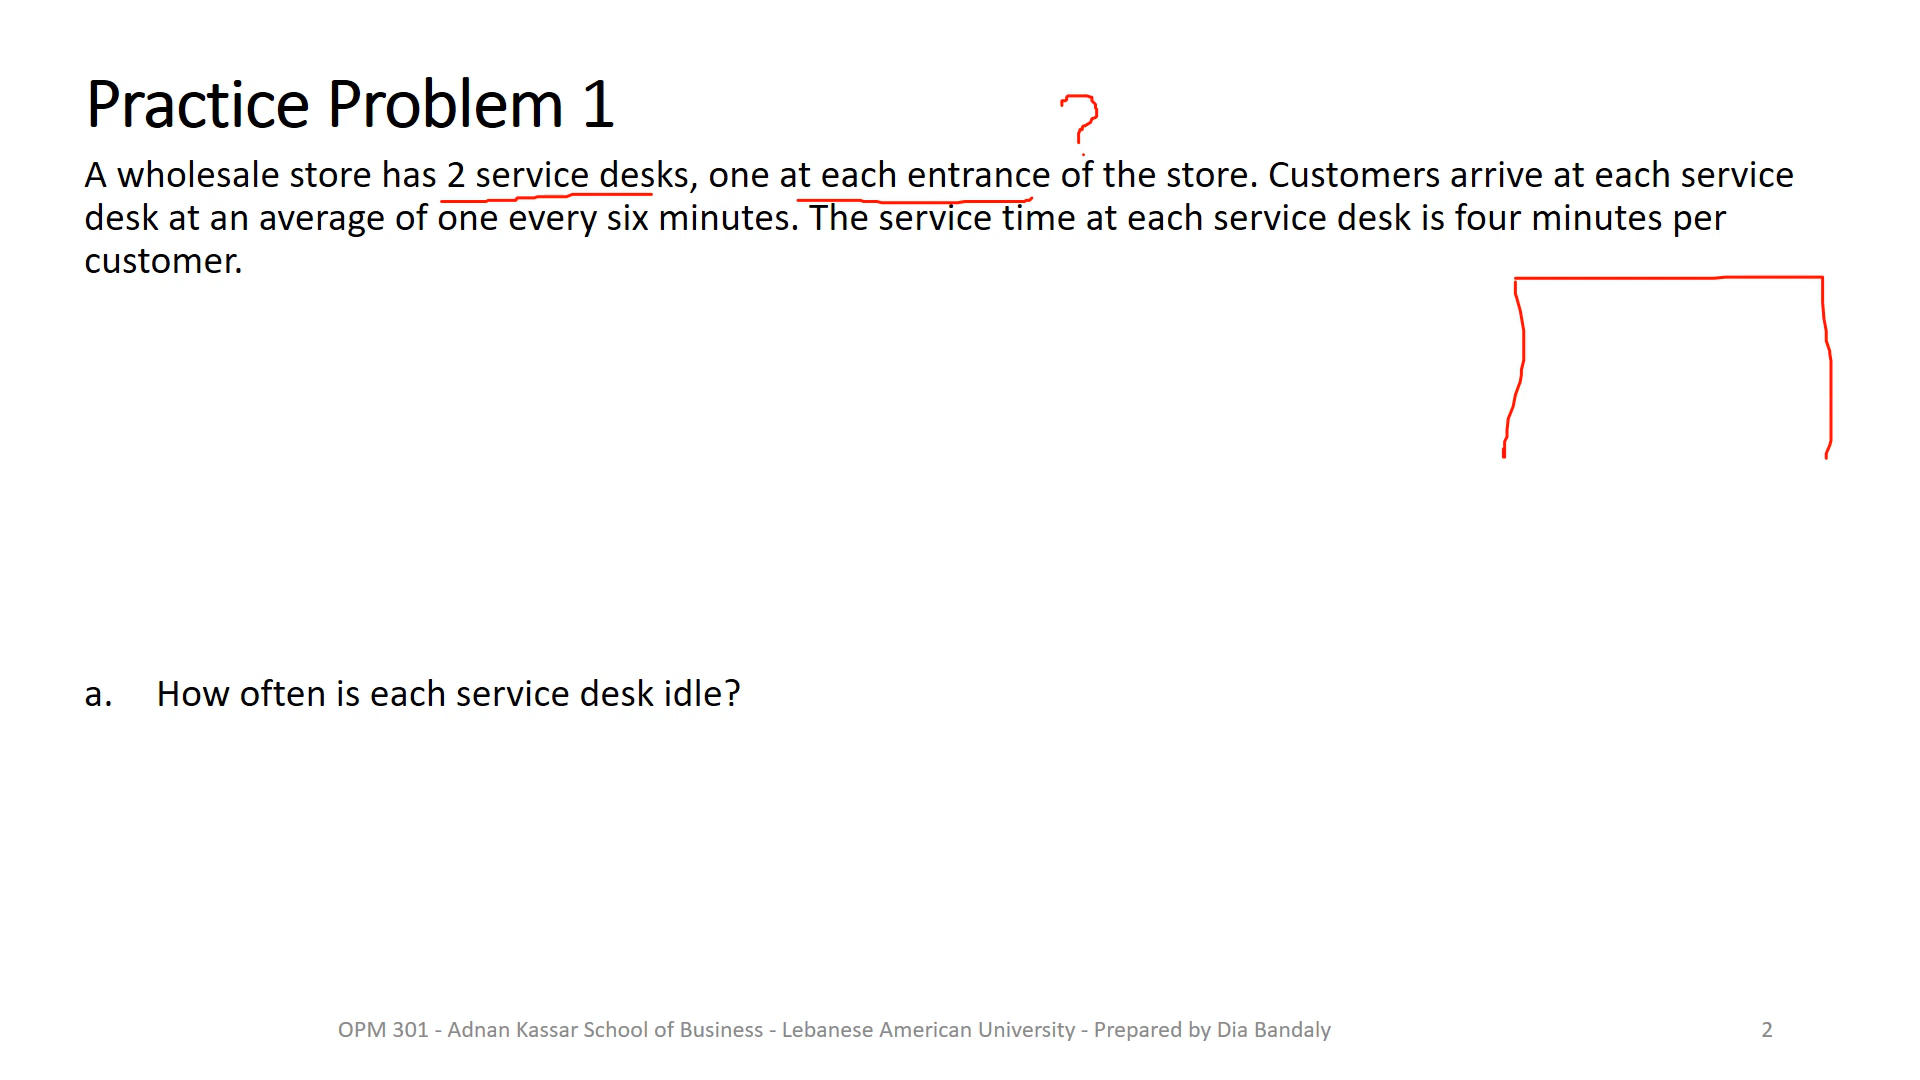 Practice Problem 1
?
A wholesale store has 2 service desks, one at each entrance of the store. Customers arrive at each service
desk at an average of one every six minutes. The service time at each service desk is four minutes per
customer.
a. How often is each service desk idle?
OPM 301 - Adnan Kassar School of Business - Lebanese American University - Prepared by Dia Bandaly
2